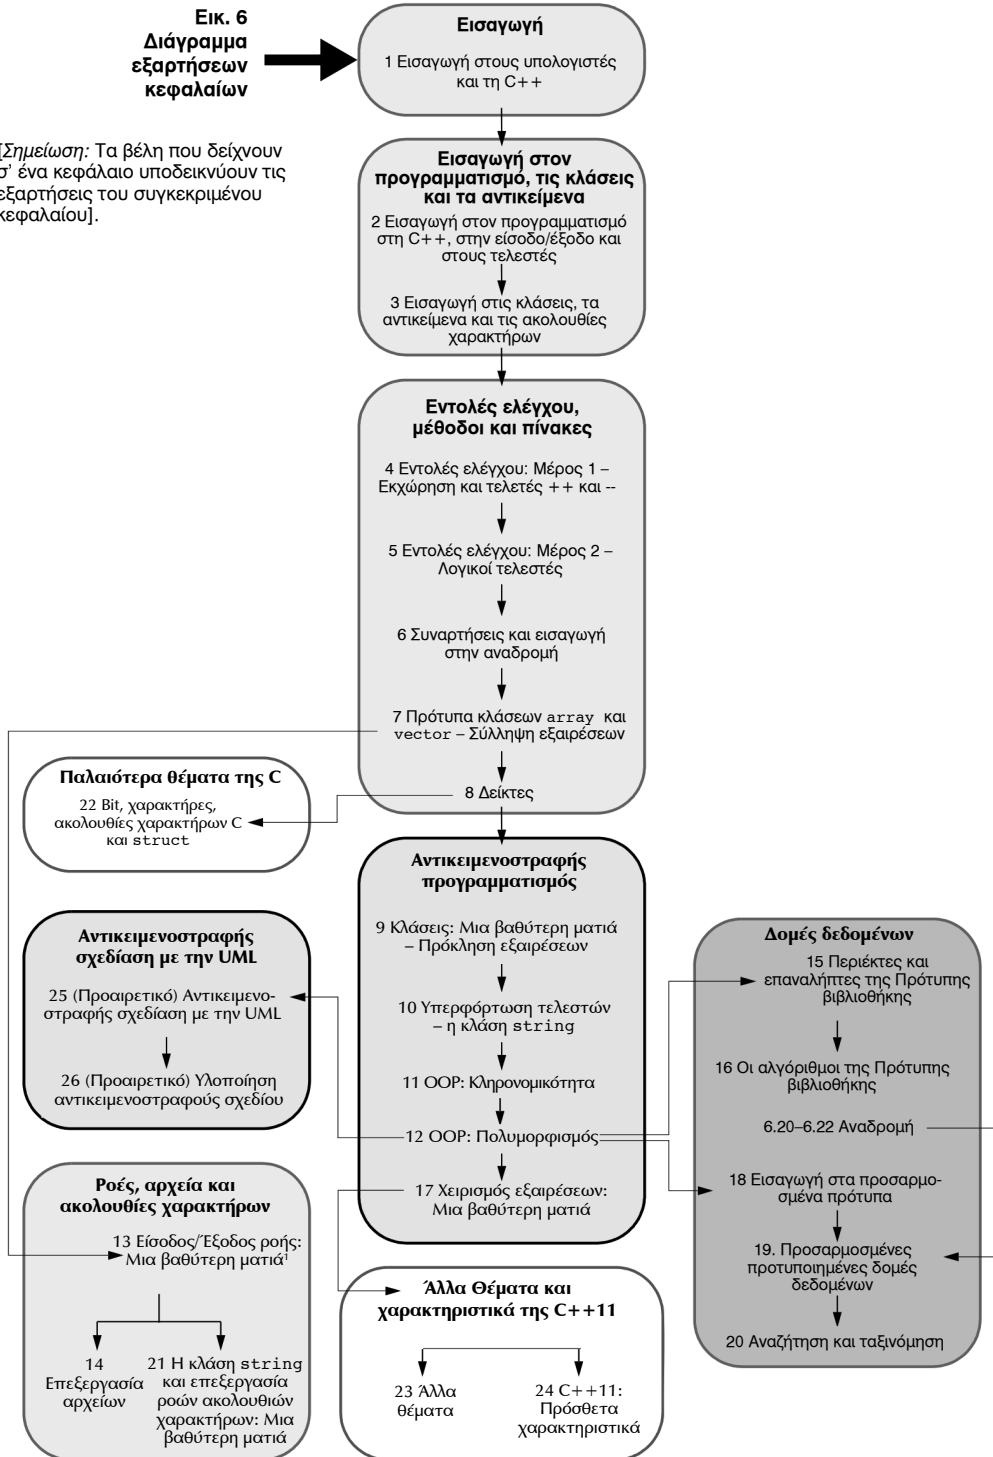 Εικ. 6
Διάγραμμα
εξαρτήσεων
κεφαλαίων
[Σημείωση: Τα βέλη που δείχνουν
σ' ένα κεφάλαιο υποδεικνύουν τις
εξαρτήσεις του συγκεκριμένου
κεφαλαίου].
Εισαγωγή
1 Εισαγωγή στους υπολογιστές
και τη C++
Εισαγωγή στον
προγραμματισμό, τις κλάσεις
και τα αντικείμενα
2 Εισαγωγή στον προγραμματισμό
στη C++, στην είσοδο/έξοδο και
στους τελεστές
3 Εισαγωγή στις κλάσεις, τα
αντικείμενα και τις ακολουθίες
χαρακτήρων
Εντολές ελέγχου,
μέθοδοι και πίνακες
4 Εντολές ελέγχου: Μέρος 1 –
Εκχώρηση και τελετές ++ και --
5 Εντολές ελέγχου: Μέρος 2 –
Λογικοί τελεστές
6 Συναρτήσεις και εισαγωγή
στην αναδρομή
7 Πρότυπα κλάσεων array και
vector – Σύλληψη εξαιρέσεων
8 Δείκτες
Παλαιότερα θέματα της C
22 Bit, χαρακτήρες,
ακολουθίες χαρακτήρων C
και struct
Αντικειμενοστραφής
προγραμματισμός
9 Κλάσεις: Μια βαθύτερη ματιά
– Πρόκληση εξαιρέσεων
10 Υπερφόρτωση τελεστών
– η κλάση string
11 OOP: Κληρονομικότητα
12 OOP: Πολυμορφισμός
17 Χειρισμός εξαιρέσεων:
Μια βαθύτερη ματιά
Αντικειμενοστραφής
σχεδίαση με την UML
25 (Προαιρετικό) Αντικειμενο-
στραφής σχεδίαση με την UML
26 (Προαιρετικό) Υλοποίηση
αντικειμενοστραφούς σχεδίου
Δομές δεδομένων
15 Περιέκτες και
επαναλήπτες της Πρότυπης
βιβλιοθήκης
16 Οι αλγόριθμοι της Πρότυπης
βιβλιοθήκης
6.20–6.22 Αναδρομή
18 Εισαγωγή στα προσαρμο-
σμένα πρότυπα
19. Προσαρμοσμένες
προτυποιημένες δομές
δεδομένων
20 Αναζήτηση και ταξινόμηση
Ροές, αρχεία και
ακολουθίες χαρακτήρων
13 Είσοδος/Έξοδος ροής:
Μια βαθύτερη ματιά¹
14
Επεξεργασία
αρχείων
21 Η κλάση string
και επεξεργασία
ροών ακολουθιών
χαρακτήρων: Μια
βαθύτερη ματιά
Άλλα Θέματα και
χαρακτηριστικά της C++11
23 Άλλα
θέματα
24 C++11:
Πρόσθετα
χαρακτηριστικά